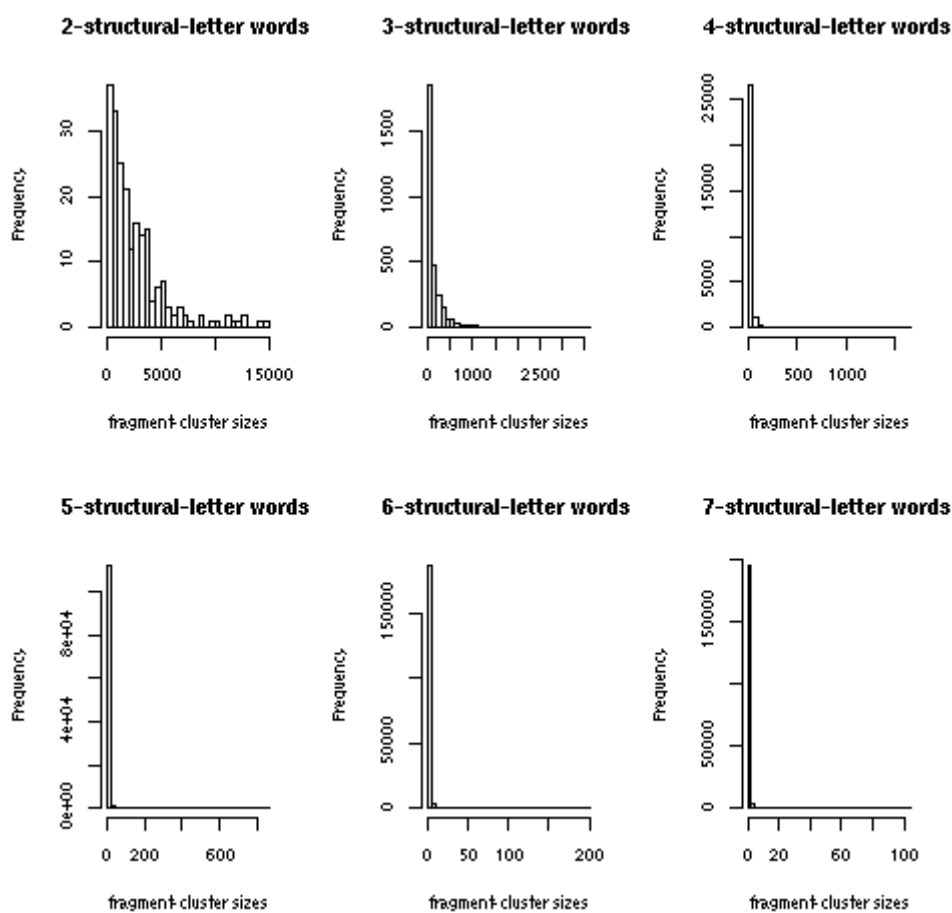 2-structural-letter words
3-structural-letter words
4-structural-letter words
Frequency
0 10 20 30
0 5000 15000
fragment-cluster sizes
Frequency
0 500 1000 1500
0 1000 2500
fragment-cluster sizes
Frequency
0 5000 15000 25000
0 500 1000
fragment-cluster sizes
5-structural-letter words
6-structural-letter words
7-structural-letter words
Frequency
0e+00 4e+04 8e+04
0 200 600
fragment-cluster sizes
Frequency
0 50000 150000
0 50 100 200
fragment-cluster sizes
Frequency
0 50000 150000
0 20 60 100
fragment-cluster sizes